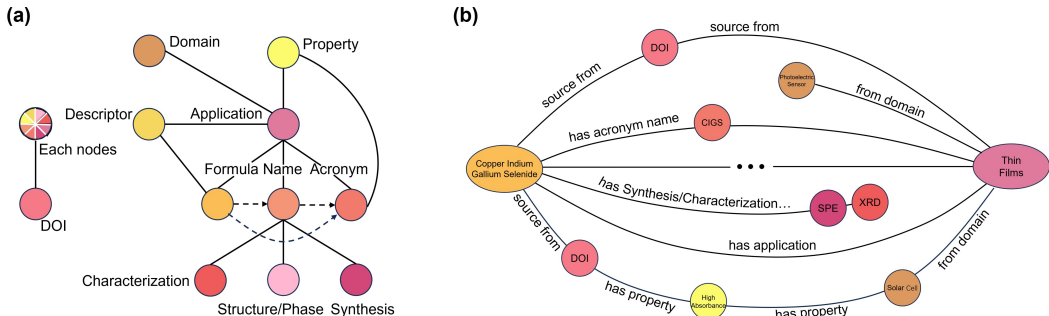 (a)
Domain
Property
Descriptor
Application
Each nodes
Formula Name Acronym
DOI
Characterization
Structure/Phase Synthesis
(b)
source from
DOI
source from
Photoelectric
Sensor
from domain
has acronym name
CIGS
Copper Indium
Gallium Selenide
Thin
Films
has Synthesis/Characterization...
SPE
XRD
source from
has application
from domain
DOI
has property
High
Absorbance
Solar Cell
has property